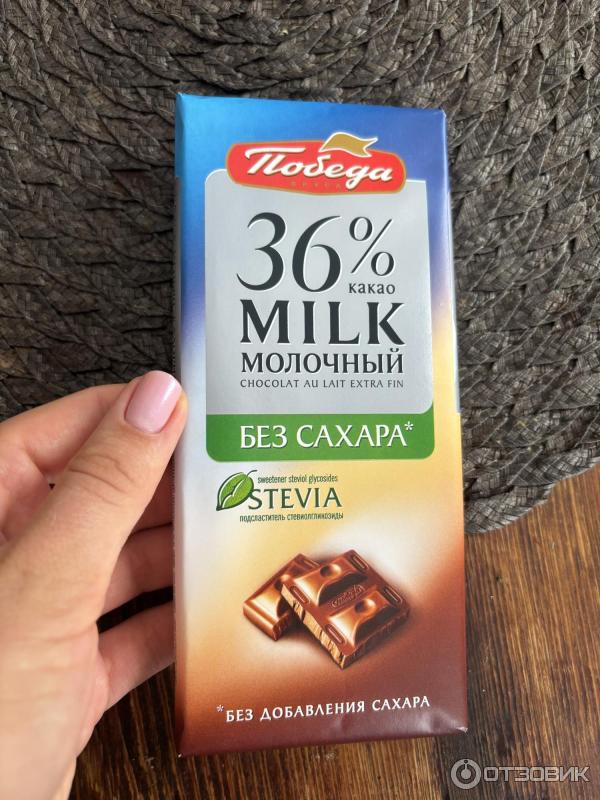 Победа
ВКУСА
36%
какао
MILK
МОЛОЧНЫЙ
CHOCOLAT AU LAIT EXTRA FIN
БЕЗ САХАРА*
sweetener steviol glycosides
STEVIA
подсластитель стевиолгликозиды
*БЕЗ ДОБАВЛЕНИЯ САХАРА
ОТЗОВИК